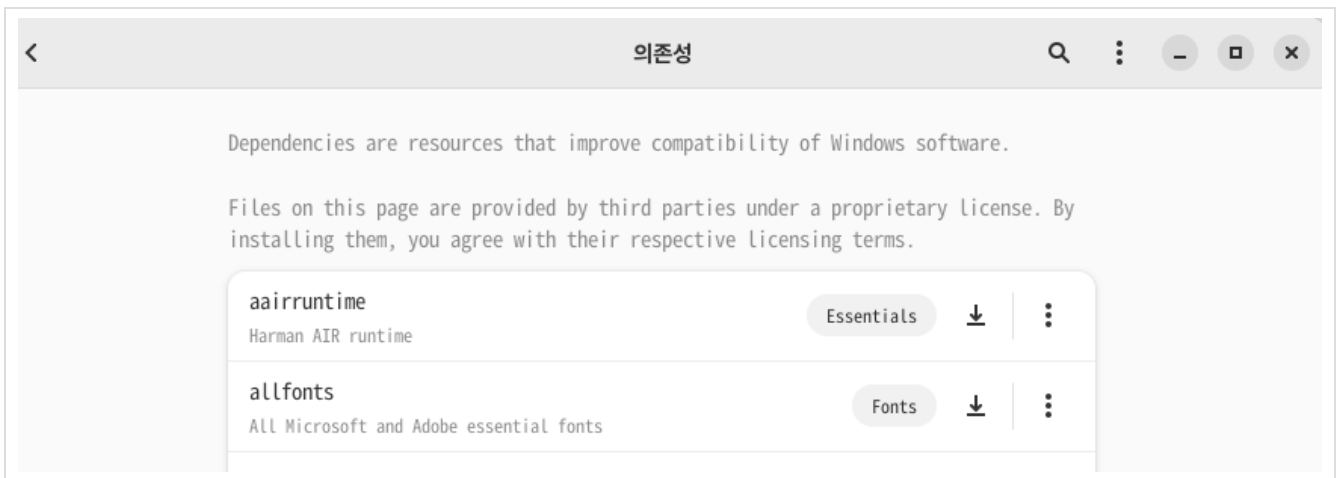 의존성
Dependencies are resources that improve compatibility of Windows software.
Files on this page are provided by third parties under a proprietary license. By
installing them, you agree with their respective licensing terms.
aairruntime
Harman AIR runtime
Essentials
allfonts
All Microsoft and Adobe essential fonts
Fonts